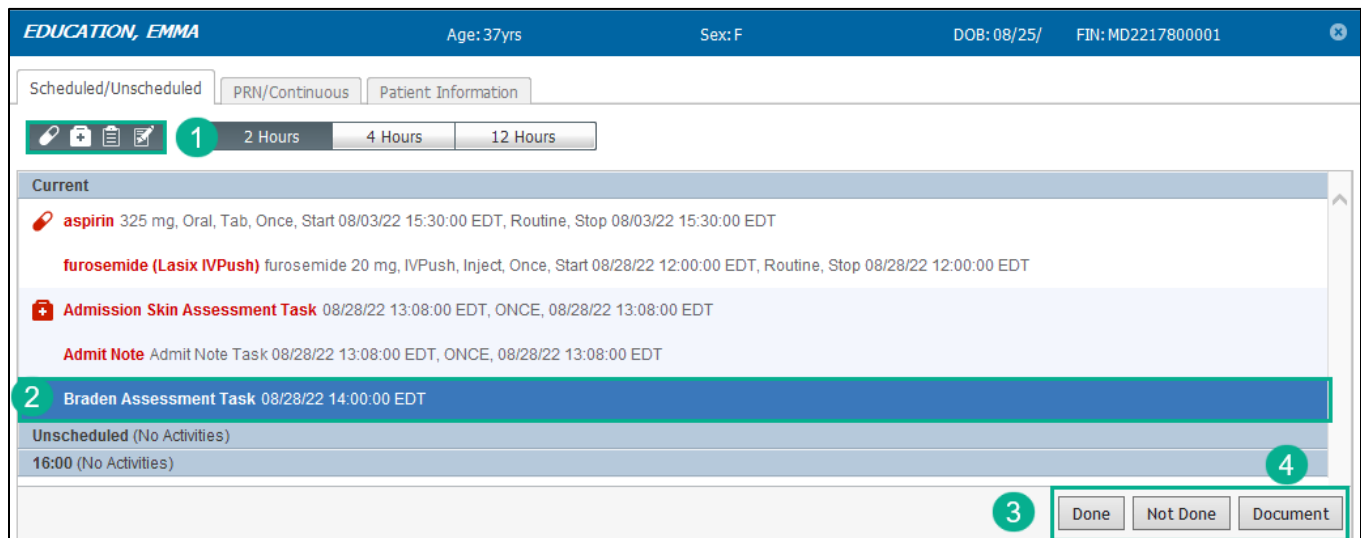 EDUCATION, EMMA Age: 37yrs Sex: F DOB: 08/25/ FIN: MD2217800001
Scheduled/Unscheduled PRN/Continuous Patient Information
1 2 Hours 4 Hours 12 Hours
Current
aspirin 325 mg, Oral, Tab, Once, Start 08/03/22 15:30:00 EDT, Routine, Stop 08/03/22 15:30:00 EDT
furosemide (Lasix IVPush) furosemide 20 mg, IVPush, Inject, Once, Start 08/28/22 12:00:00 EDT, Routine, Stop 08/28/22 12:00:00 EDT
Admission Skin Assessment Task 08/28/22 13:08:00 EDT, ONCE, 08/28/22 13:08:00 EDT
Admit Note Admit Note Task 08/28/22 13:08:00 EDT, ONCE, 08/28/22 13:08:00 EDT
2 Braden Assessment Task 08/28/22 14:00:00 EDT
Unscheduled (No Activities)
16:00 (No Activities)
4
3 Done Not Done Document